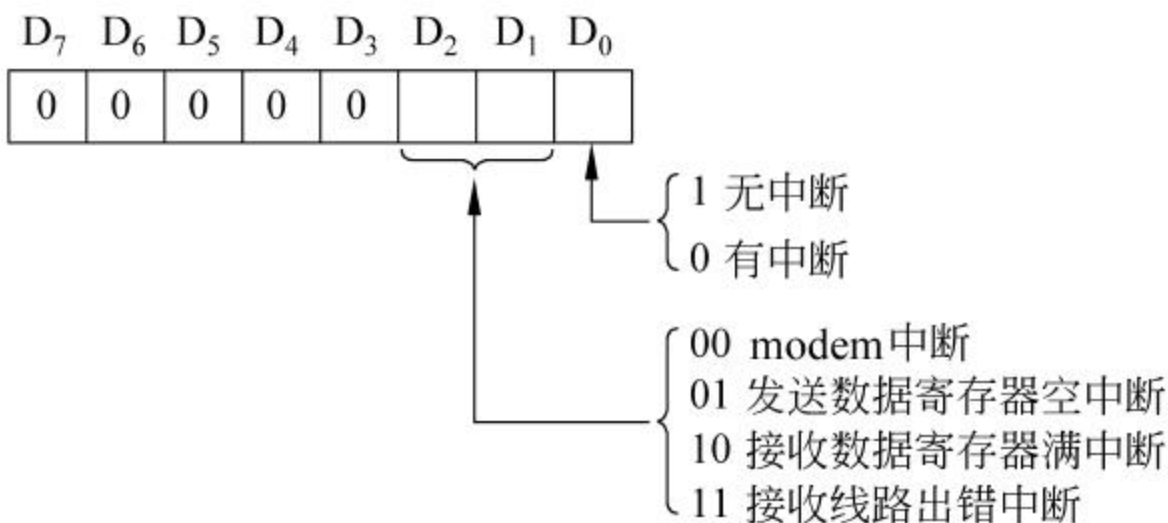 D₇ D₆ D₅ D₄ D₃ D₂ D₁ D₀
0 0 0 0 0
1 无中断
0 有中断
00 modem中断
01 发送数据寄存器空中断
10 接收数据寄存器满中断
11 接收线路出错中断